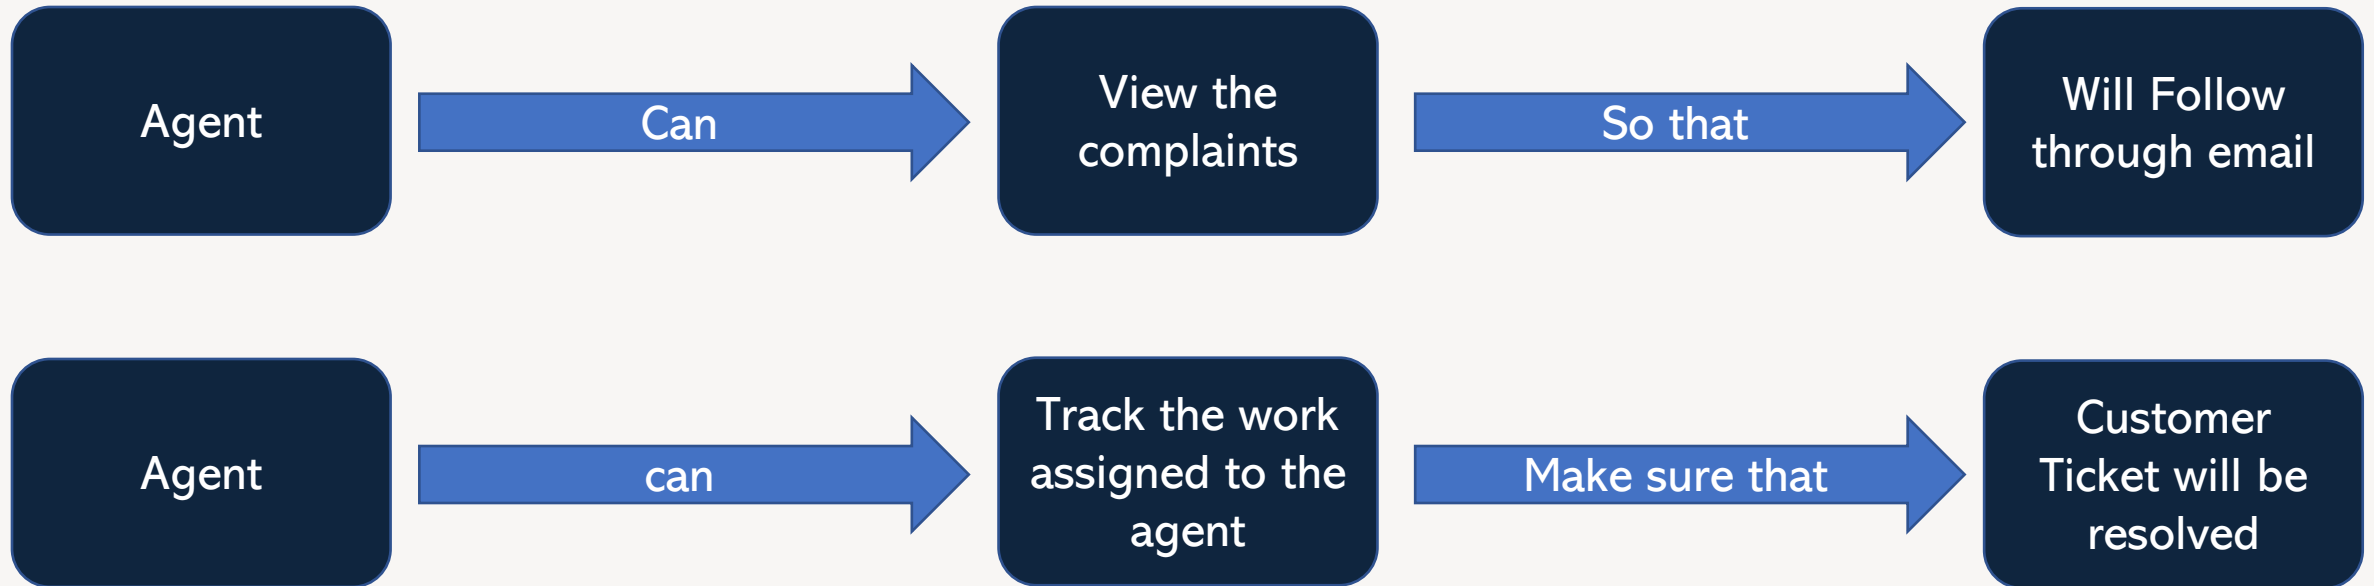 Agent
Can
View the
complaints
So that
Will Follow
through email
Agent
can
Track the work
assigned to the
agent
Make sure that
Customer
Ticket will be
resolved